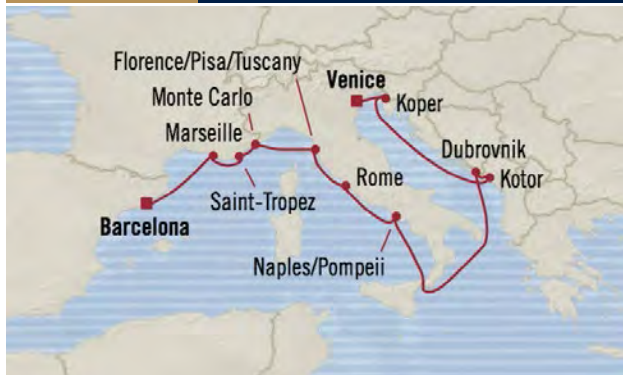 Florence/Pisa/Tuscany
Venice
Monte Carlo
Koper
Marseille
Dubrovnik
Rome
Kotor
Saint-Tropez
Barcelona
Naples/Pompeii